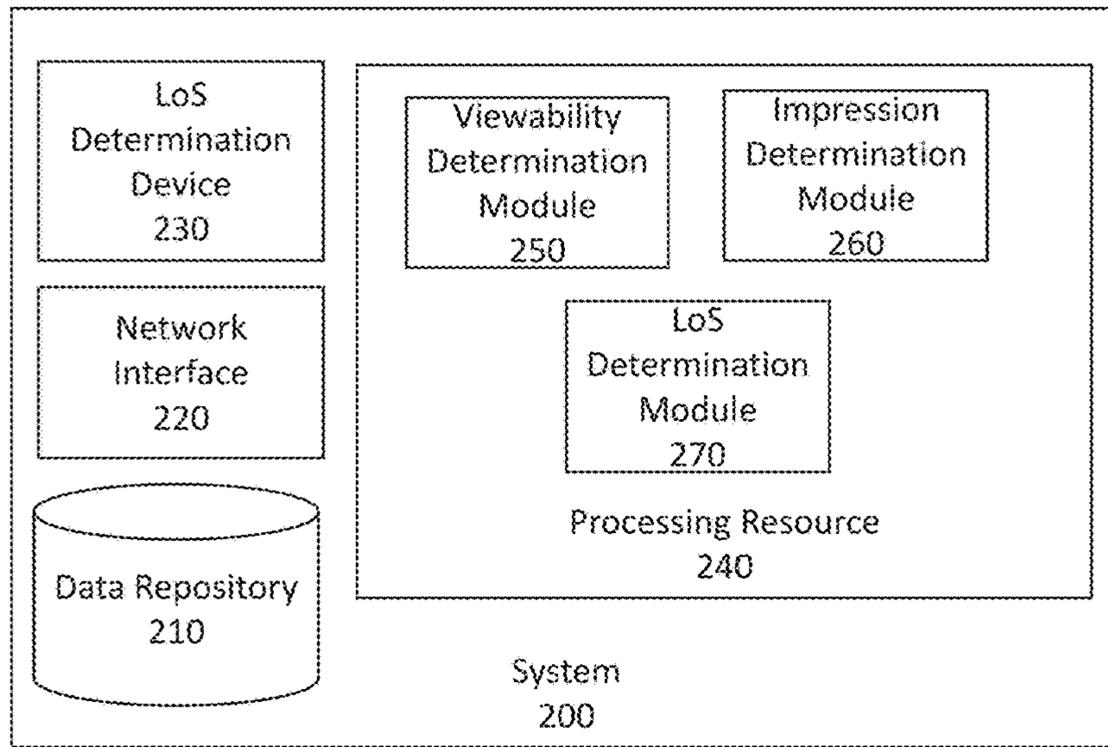 LoS
Determination
Device
230
Network
Interface
220
Data Repository
210
Viewability
Determination
Module
250
Impression
Determination
Module
260
LoS
Determination
Module
270
Processing Resource
240
System
200